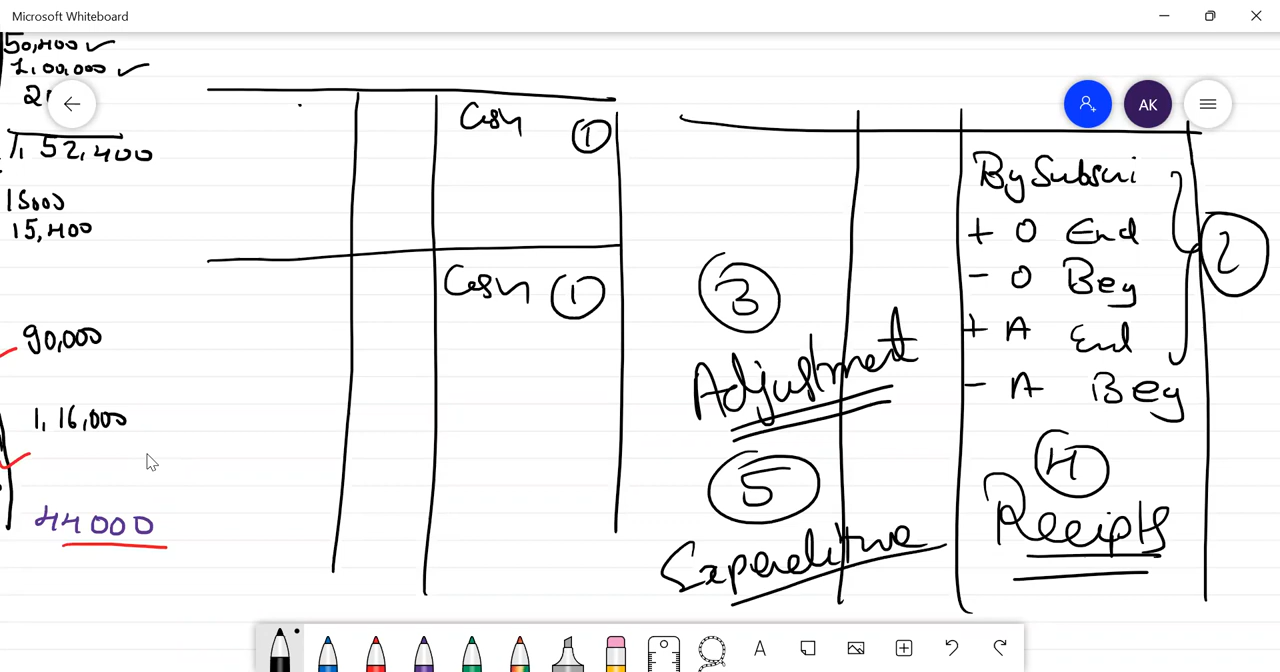 Microsoft Whiteboard
50,400 ✓
1,00,000 ✓
1,52,400
15000
15,400
90,000
1,16,000
44000
Cash ①
Cash ①
AK
By Subscri
+ O End
- O Beg
+ A End
- A Beg
②
③
Adjustment
⑤
Expenditure
④
Receipts
A